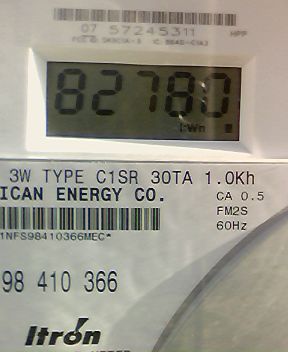 07 57245311
HPP
82780
3W TYPE C1SR 30TA 1.0Kh
ICAN ENERGY CO.
CA 0.5
FM2S
60Hz
1NFS98410366MEC*
98 410 366
Itron